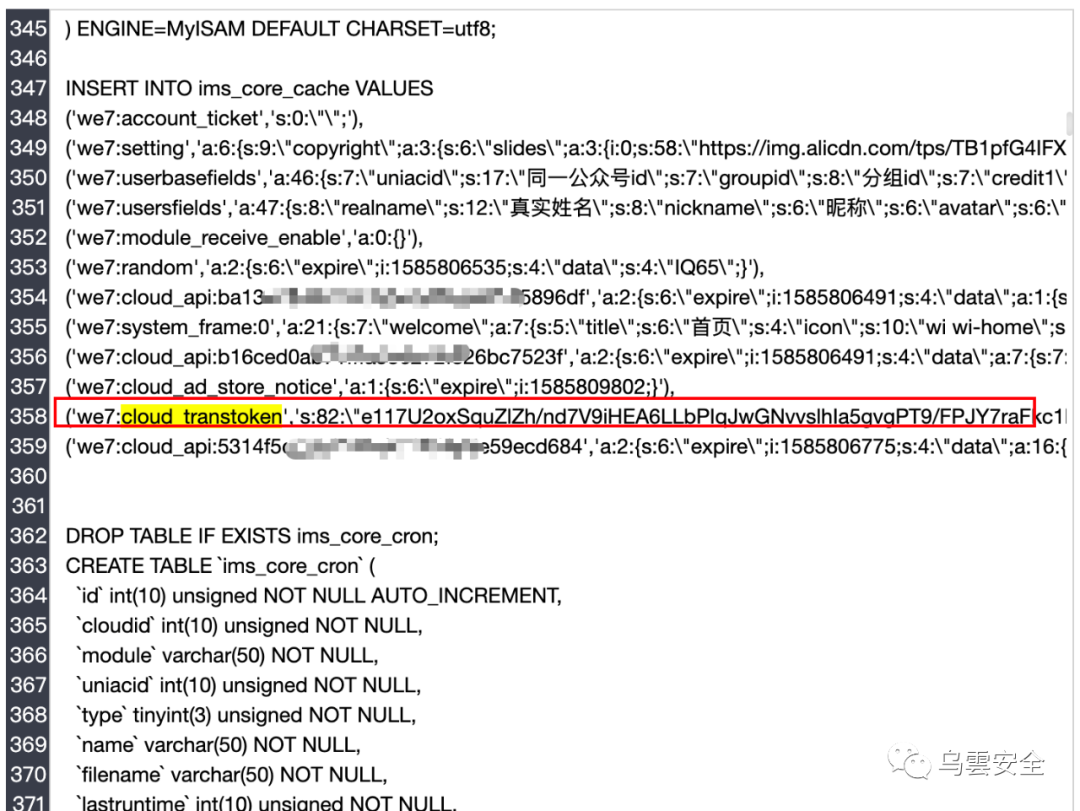 345 ) ENGINE=MyISAM DEFAULT CHARSET=utf8;
346
347 INSERT INTO ims_core_cache VALUES
348 ('we7:account_ticket','s:0:\"\";'),
349 ('we7:setting','a:6:{s:9:\"copyright\";a:3:{s:6:\"slides\";a:3:{i:0;s:58:\"https://img.alicdn.com/tps/TB1pfG4IFX
350 ('we7:userbasefields','a:46:{s:7:\"uniacid\";s:17:\"同一公众号id\";s:7:\"groupid\";s:8:\"分组id\";s:7:\"credit1\"
351 ('we7:usersfields','a:47:{s:8:\"realname\";s:12:\"真实姓名\";s:8:\"nickname\";s:6:\"昵称\";s:6:\"avatar\";s:6:\"
352 ('we7:module_receive_enable','a:0:{}'),
353 ('we7:random','a:2:{s:6:\"expire\";i:1585806535;s:4:\"data\";s:4:\"IQ65\";}'),
354 ('we7:cloud_api:ba13 5896df','a:2:{s:6:\"expire\";i:1585806491;s:4:\"data\";a:1:{s
355 ('we7:system_frame:0','a:21:{s:7:\"welcome\";a:7:{s:5:\"title\";s:6:\"首页\";s:4:\"icon\";s:10:\"wi wi-home\";s
356 ('we7:cloud_api:b16ced0a 26bc7523f','a:2:{s:6:\"expire\";i:1585806491;s:4:\"data\";a:7:{s:7:
357 ('we7:cloud_ad_store_notice','a:1:{s:6:\"expire\";i:1585809802;}'),
358 ('we7:cloud_transtoken','s:82:\"e117U2oxSquZlZh/nd7V9iHEA6LLbPIqJwGNvvslhIa5gvgPT9/FPJY7raFkc1
359 ('we7:cloud_api:5314f5 e59ecd684','a:2:{s:6:\"expire\";i:1585806775;s:4:\"data\";a:16:{
360
361
362 DROP TABLE IF EXISTS ims_core_cron;
363 CREATE TABLE `ims_core_cron` (
364 `id` int(10) unsigned NOT NULL AUTO_INCREMENT,
365 `cloudid` int(10) unsigned NOT NULL,
366 `module` varchar(50) NOT NULL,
367 `uniacid` int(10) unsigned NOT NULL,
368 `type` tinyint(3) unsigned NOT NULL,
369 `name` varchar(50) NOT NULL,
370 `filename` varchar(50) NOT NULL,
371 `lastruntime` int(10) unsigned NOT NULL,
乌雲安全